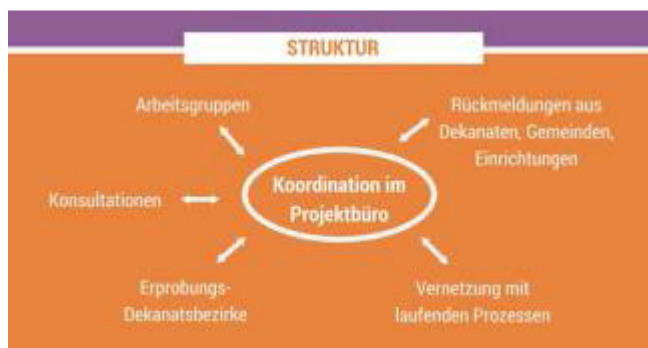 STRUKTUR
Arbeitsgruppen
Rückmeldungen aus
Dekanaten, Gemeinden,
Einrichtungen
Koordination im
Projektbüro
Konsultationen
Erprobungs-
Dekanatsbezirke
Vernetzung mit
laufenden Prozessen